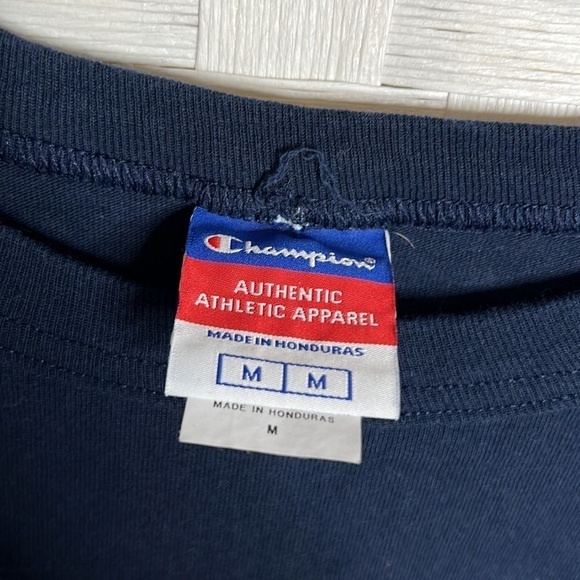 Champion®
AUTHENTIC
ATHLETIC APPAREL
MADE IN HONDURAS
M M
MADE IN HONDURAS
M